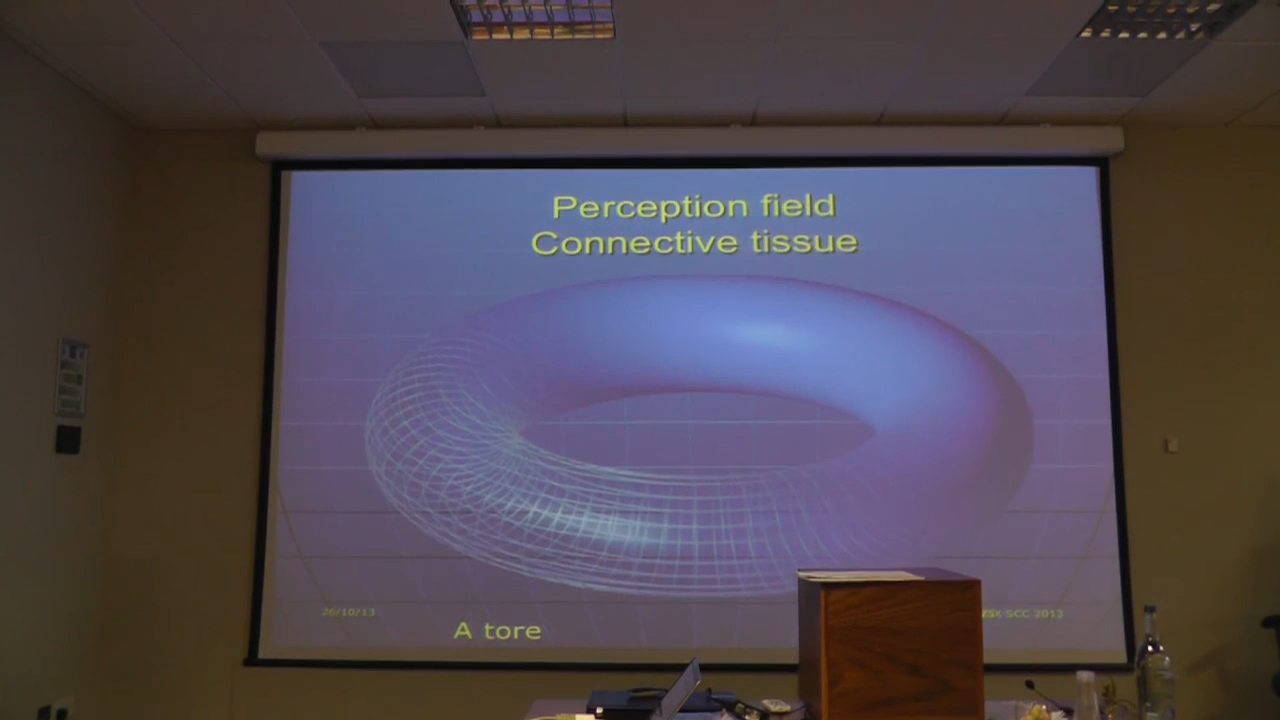 Perception field
Connective tissue
26/10/13
A tore
SCC 2013